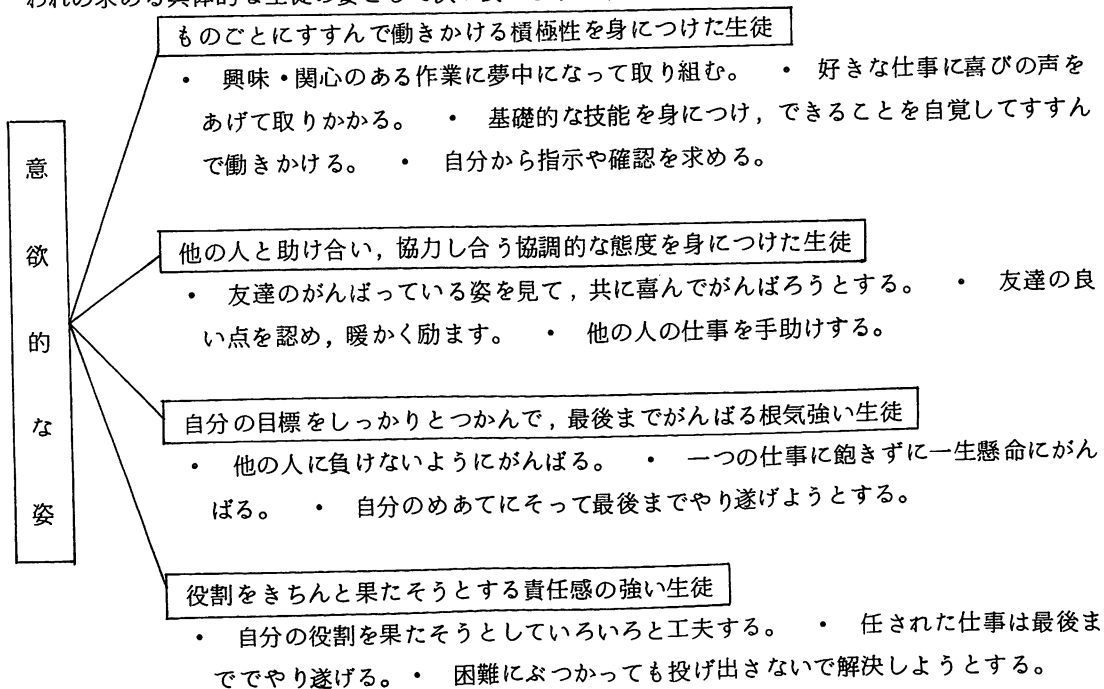 ものごとにすすんで働きかける積極性を身につけた生徒
・ 興味・関心のある作業に夢中になって取り組む。 ・ 好きな仕事に喜びの声を
あげて取りかかる。 ・ 基礎的な技能を身につけ，できることを自覚してすすん
で働きかける。 ・ 自分から指示や確認を求める。
意欲的な姿
他の人と助け合い，協力し合う協調的な態度を身につけた生徒
・ 友達のがんばっている姿を見て，共に喜んでがんばろうとする。 ・ 友達の良
い点を認め，暖かく励ます。 ・ 他の人の仕事を手助けする。
自分の目標をしっかりとつかんで，最後までがんばる根気強い生徒
・ 他の人に負けないようにがんばる。 ・ 一つの仕事に飽きずに一生懸命にがん
ばる。 ・ 自分のめあてにそって最後までやり遂げようとする。
役割をきちんと果たそうとする責任感の強い生徒
・ 自分の役割を果たそうとしていろいろと工夫する。 ・ 任された仕事は最後ま
ででやり遂げる。・ 困難にぶつかっても投げ出さないで解決しようとする。